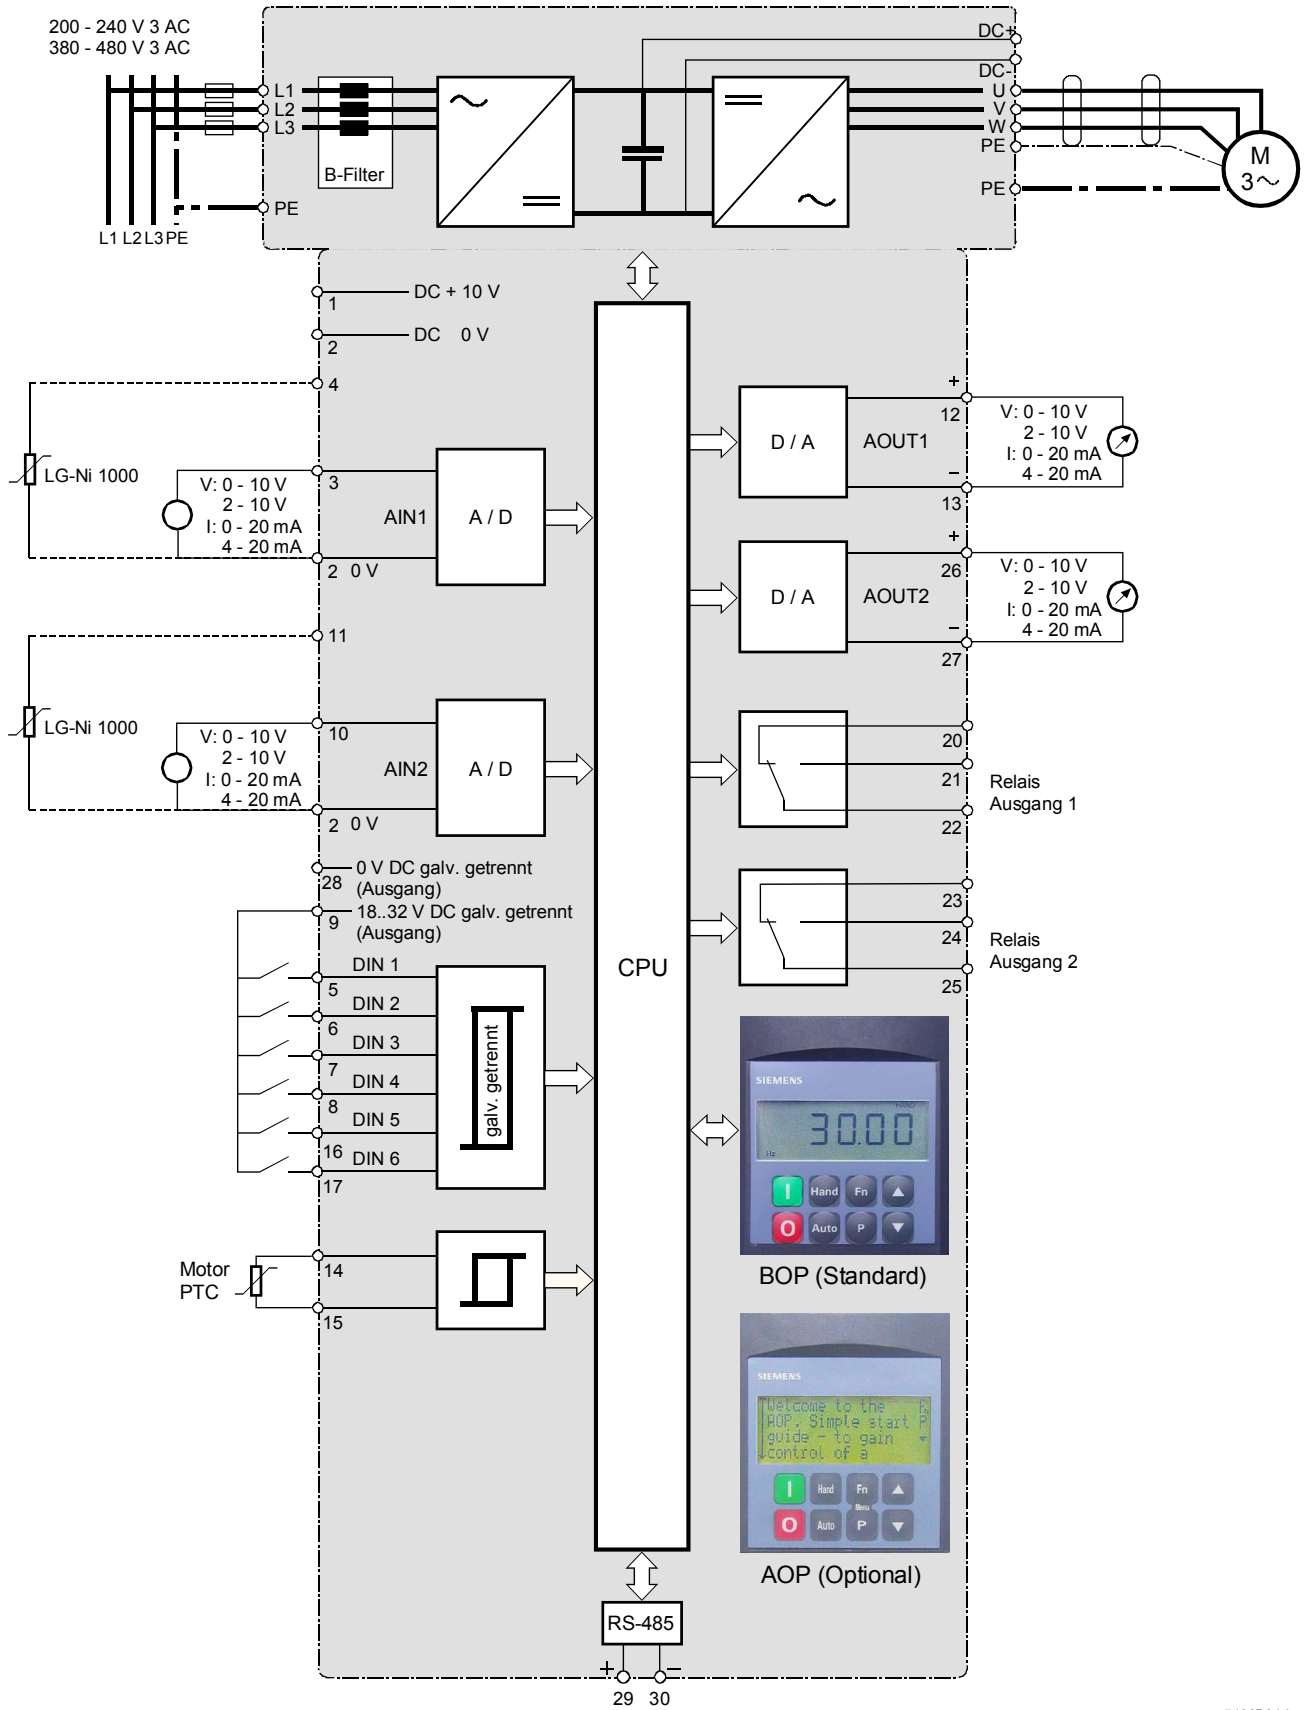 200 - 240 V 3 AC
380 - 480 V 3 AC
L1
L2
L3
PE
L1 L2 L3 PE
B-Filter
DC+
DC-
U
V
W
PE
PE
M
3
1
DC + 10 V
2
DC 0 V
4
LG-Ni 1000
V: 0 - 10 V
2 - 10 V
I: 0 - 20 mA
4 - 20 mA
3
AIN1
A / D
2 0 V
11
LG-Ni 1000
V: 0 - 10 V
2 - 10 V
I: 0 - 20 mA
4 - 20 mA
10
AIN2
A / D
2 0 V
28
0 V DC galv. getrennt
(Ausgang)
9
18..32 V DC galv. getrennt
(Ausgang)
DIN 1
5
DIN 2
6
DIN 3
7
DIN 4
8
DIN 5
16
DIN 6
17
galv. getrennt
Motor
PTC
14
15
CPU
D / A
AOUT1
+
12
−
13
V: 0 - 10 V
2 - 10 V
I: 0 - 20 mA
4 - 20 mA
D / A
AOUT2
+
26
−
27
V: 0 - 10 V
2 - 10 V
I: 0 - 20 mA
4 - 20 mA
20
21
22
Relais
Ausgang 1
23
24
25
Relais
Ausgang 2
SIEMENS
HAND
30.00
Hz
I
Hand
Fn
O
Auto
P
BOP (Standard)
SIEMENS
Welcome to the
AOP. Simple start P
guide - to gain
control of a
I
Hand
Fn
Menu
O
Auto
P
AOP (Optional)
RS-485
+
−
29
30